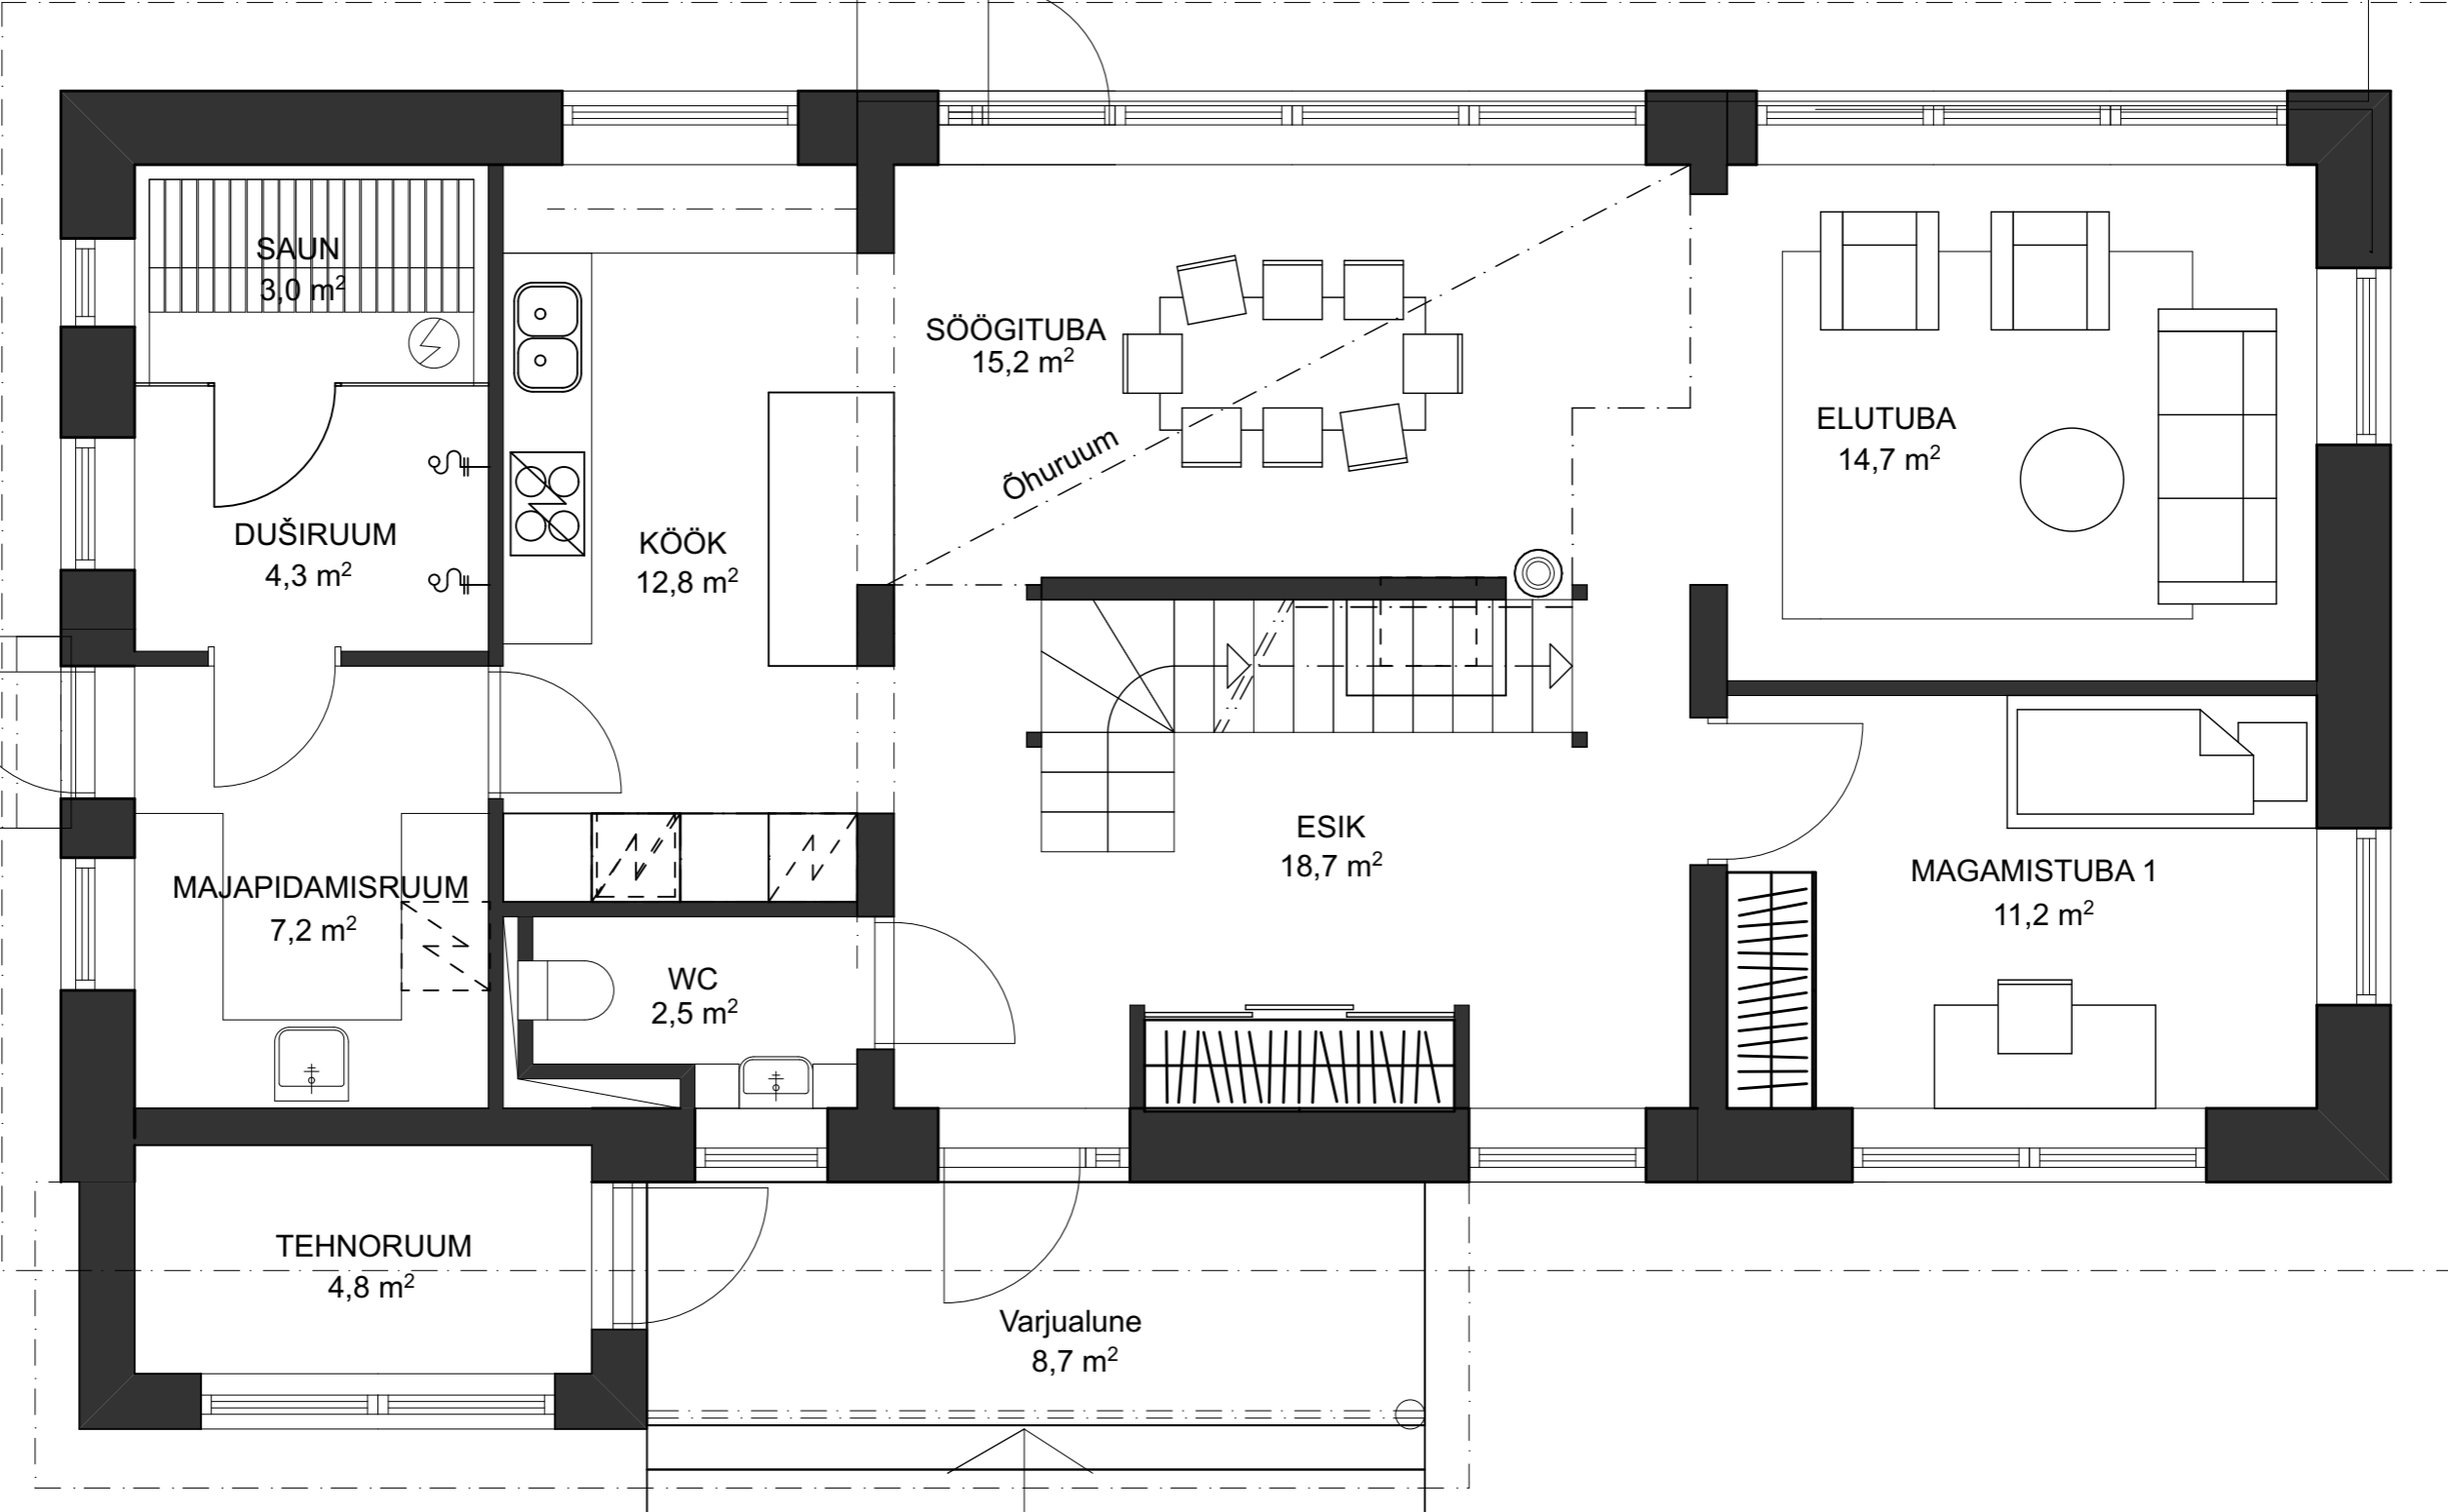 SAUN
3,0 m²
SÖÖGITUBA
15,2 m²
ELUTUBA
14,7 m²
Õhuruum
DUŠIRUUM
4,3 m²
KÖÖK
12,8 m²
ESIK
18,7 m²
MAGAMISTUBA 1
11,2 m²
MAJAPIDAMISRUUM
7,2 m²
WC
2,5 m²
TEHNORUUM
4,8 m²
Varjualune
8,7 m²